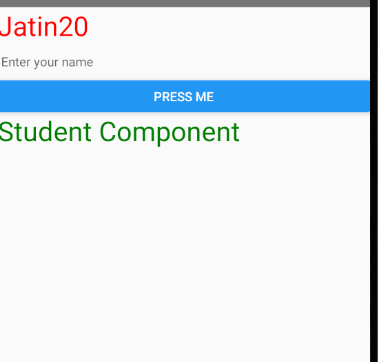 Jatin20
Enter your name
PRESS ME
Student Component